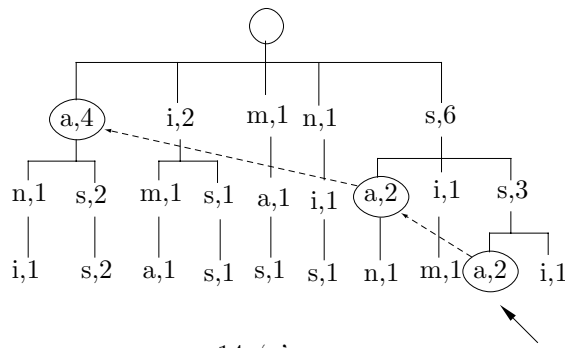 a,4 i,2 m,1 n,1 s,6
n,1 s,2 m,1 s,1 a,1 i,1 a,2 i,1 s,3
i,1 s,2 a,1 s,1 s,1 s,1 n,1 m,1 a,2 i,1